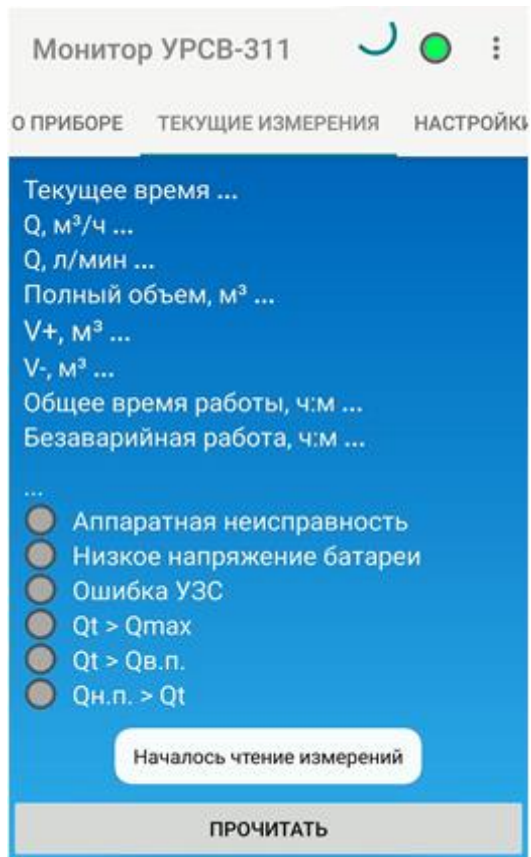 Монитор УРСВ-311
О ПРИБОРЕ ТЕКУЩИЕ ИЗМЕРЕНИЯ НАСТРОЙКИ
Текущее время ...
Q, м³/ч ...
Q, л/мин ...
Полный объем, м³ ...
V+, м³ ...
V-, м³ ...
Общее время работы, ч:м ...
Безаварийная работа, ч:м ...
...
Аппаратная неисправность
Низкое напряжение батареи
Ошибка УЗС
Qt > Qmax
Qt > Qв.п.
Qн.п. > Qt
Началось чтение измерений
ПРОЧИТАТЬ